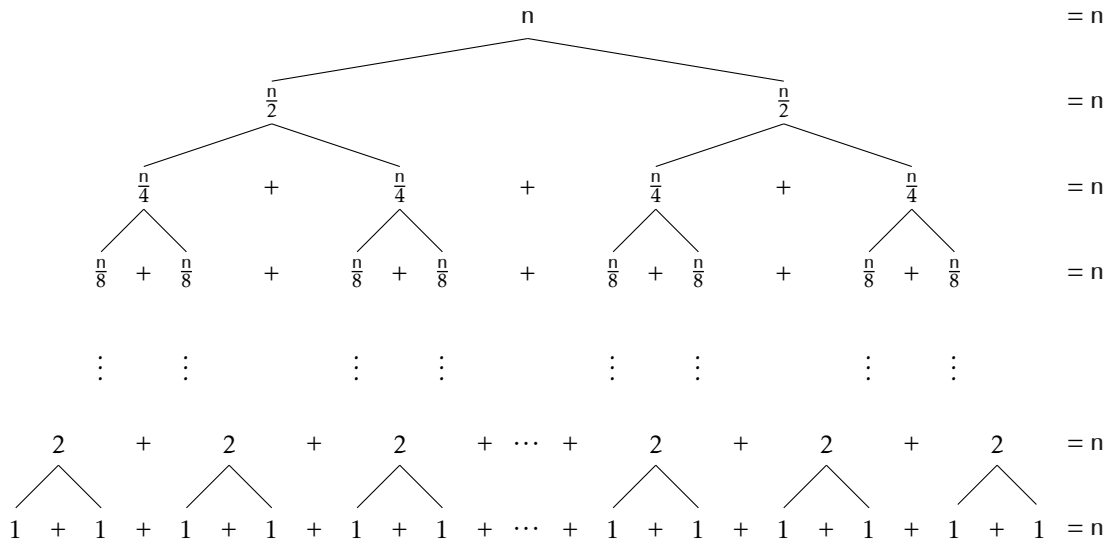 n = n
n/2 n/2 = n
n/4 + n/4 + n/4 + n/4 = n
n/8 + n/8 + n/8 + n/8 + n/8 + n/8 + n/8 + n/8 = n
⋮ ⋮ ⋮ ⋮ ⋮ ⋮ ⋮ ⋮
2 + 2 + 2 + ⋯ + 2 + 2 + 2 = n
1 + 1 + 1 + 1 + 1 + 1 + ⋯ + 1 + 1 + 1 + 1 + 1 + 1 = n